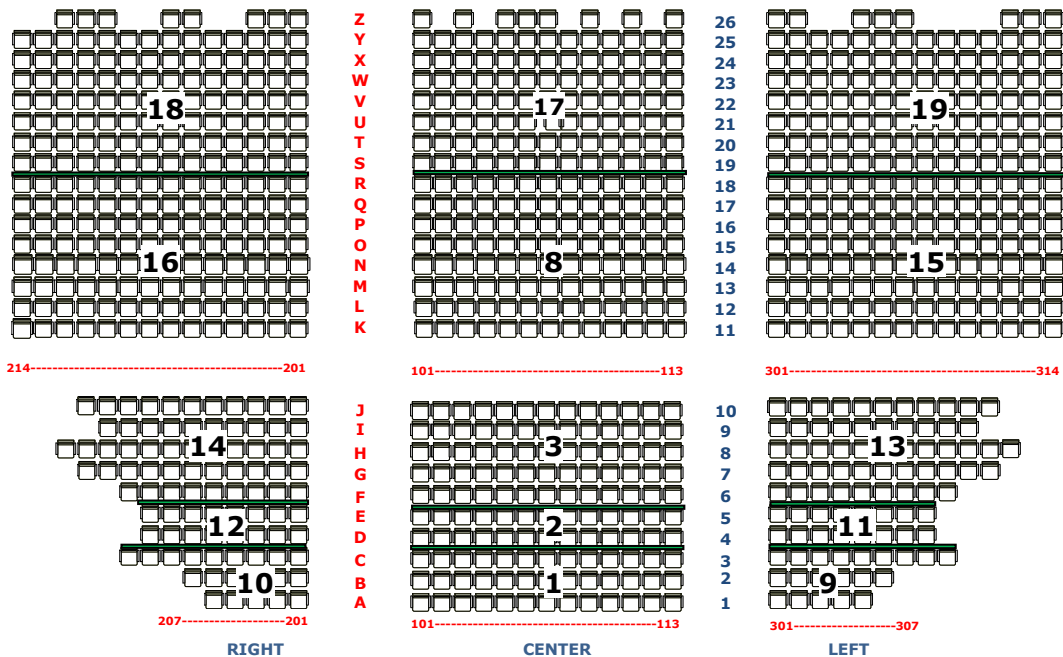 Z 26
Y 25
X 24
W 23
18 17 19
V 22
U 21
T 20
S 19
R 18
Q 17
P 16
O 15
16 8 15
N 14
M 13
L 12
K 11
214------------------------------------------------201 101------------------------------------------------113 301------------------------------------------------314
J 10
I 9
14 3 13
H 8
G 7
F 6
E 5
12 2 11
D 4
C 3
B 2
10 1 9
A 1
207--------------------201 101------------------------------------------------113 301--------------------307
RIGHT CENTER LEFT